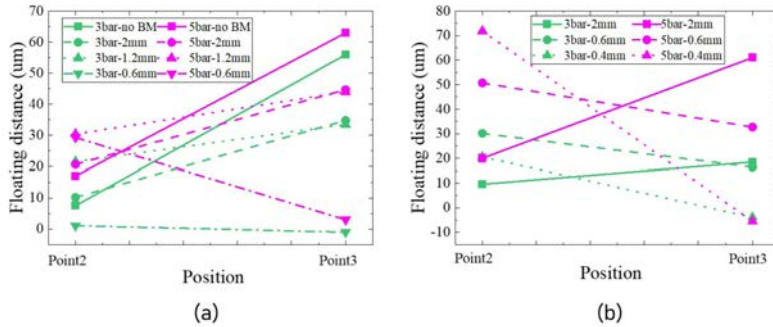 (a)
70
60
50
40
30
20
10
0
Floating distance (um)
3bar-no BM 5bar-no BM
3bar-2mm 5bar-2mm
3bar-1.2mm 5bar-1.2mm
3bar-0.6mm 5bar-0.6mm
Point2 Point3
Position
(a)
(b)
80
70
60
50
40
30
20
10
0
-10
Floating distance (um)
3bar-2mm 5bar-2mm
3bar-0.6mm 5bar-0.6mm
3bar-0.4mm 5bar-0.4mm
Point2 Point3
Position
(b)